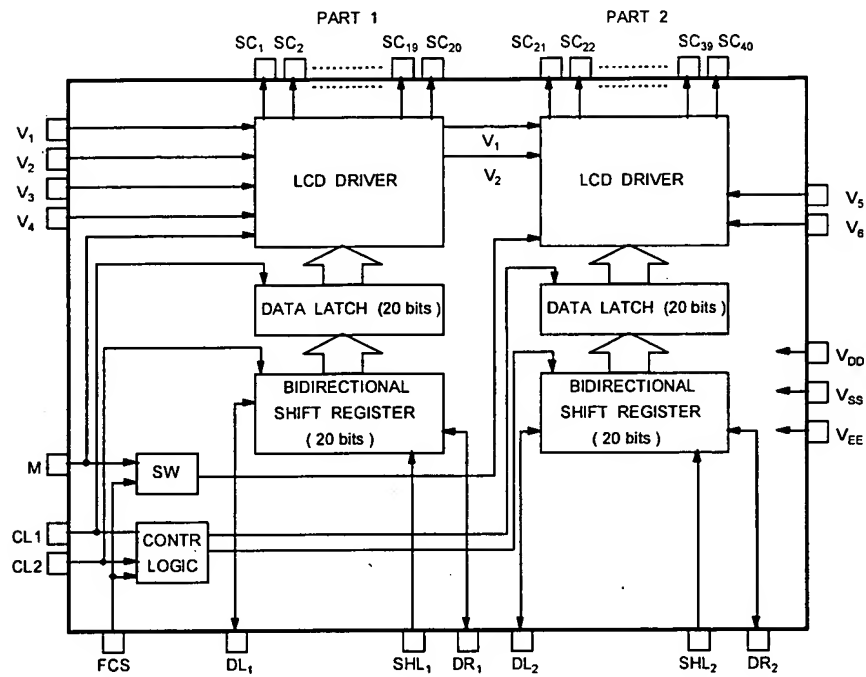 PART 1
PART 2
SC1 SC2 SC19 SC20
SC21 SC22 SC39 SC40
V1
V2
V3
V4
LCD DRIVER
V1
V2
LCD DRIVER
V5
V6
DATA LATCH (20 bits )
DATA LATCH (20 bits )
BIDIRECTIONAL
SHIFT REGISTER
( 20 bits )
BIDIRECTIONAL
SHIFT REGISTER
( 20 bits )
VDD
VSS
VEE
M
SW
CL1
CL2
CONTR
LOGIC
FCS
DL1
SHL1
DR1
DL2
SHL2
DR2